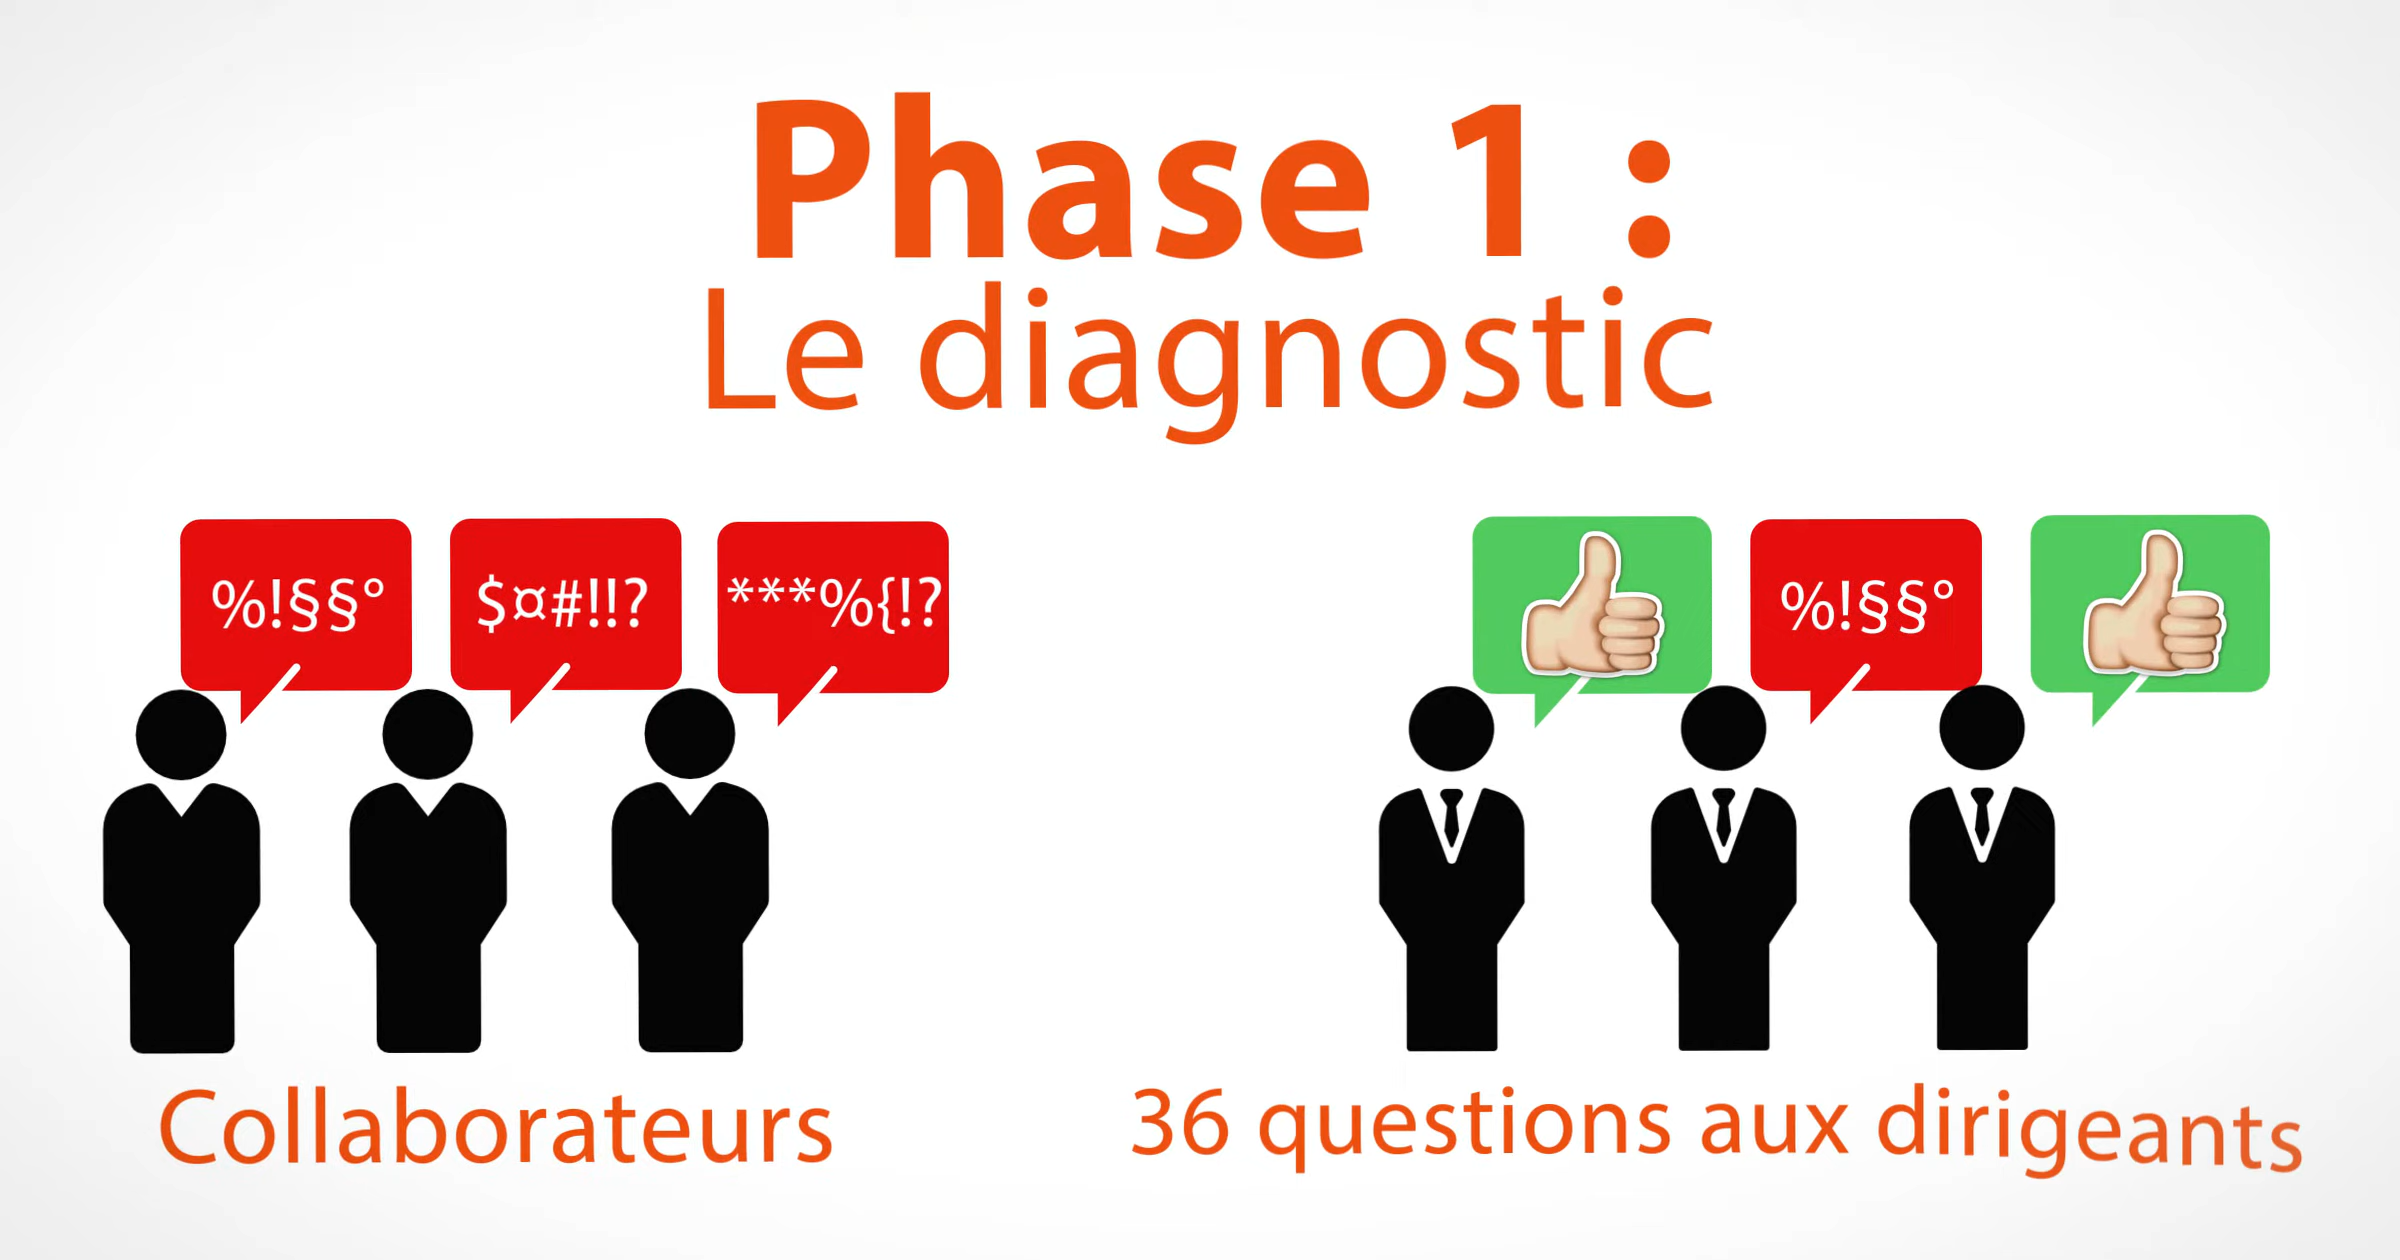 Phase 1 :
Le diagnostic
%!§§° $¤#!!? ***%{!? %!§§°
Collaborateurs
36 questions aux dirigeants